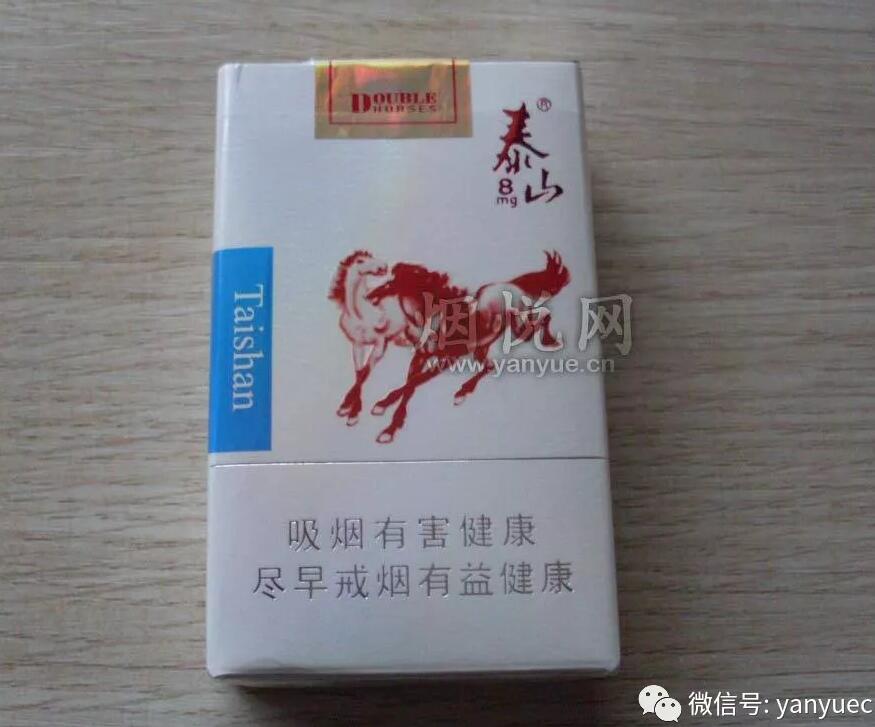 DOUBLE
HORSES
泰山
®
8
mg
Taishan
烟悦网
www.yanyue.cn
吸烟有害健康
尽早戒烟有益健康
微信号: yanyuec